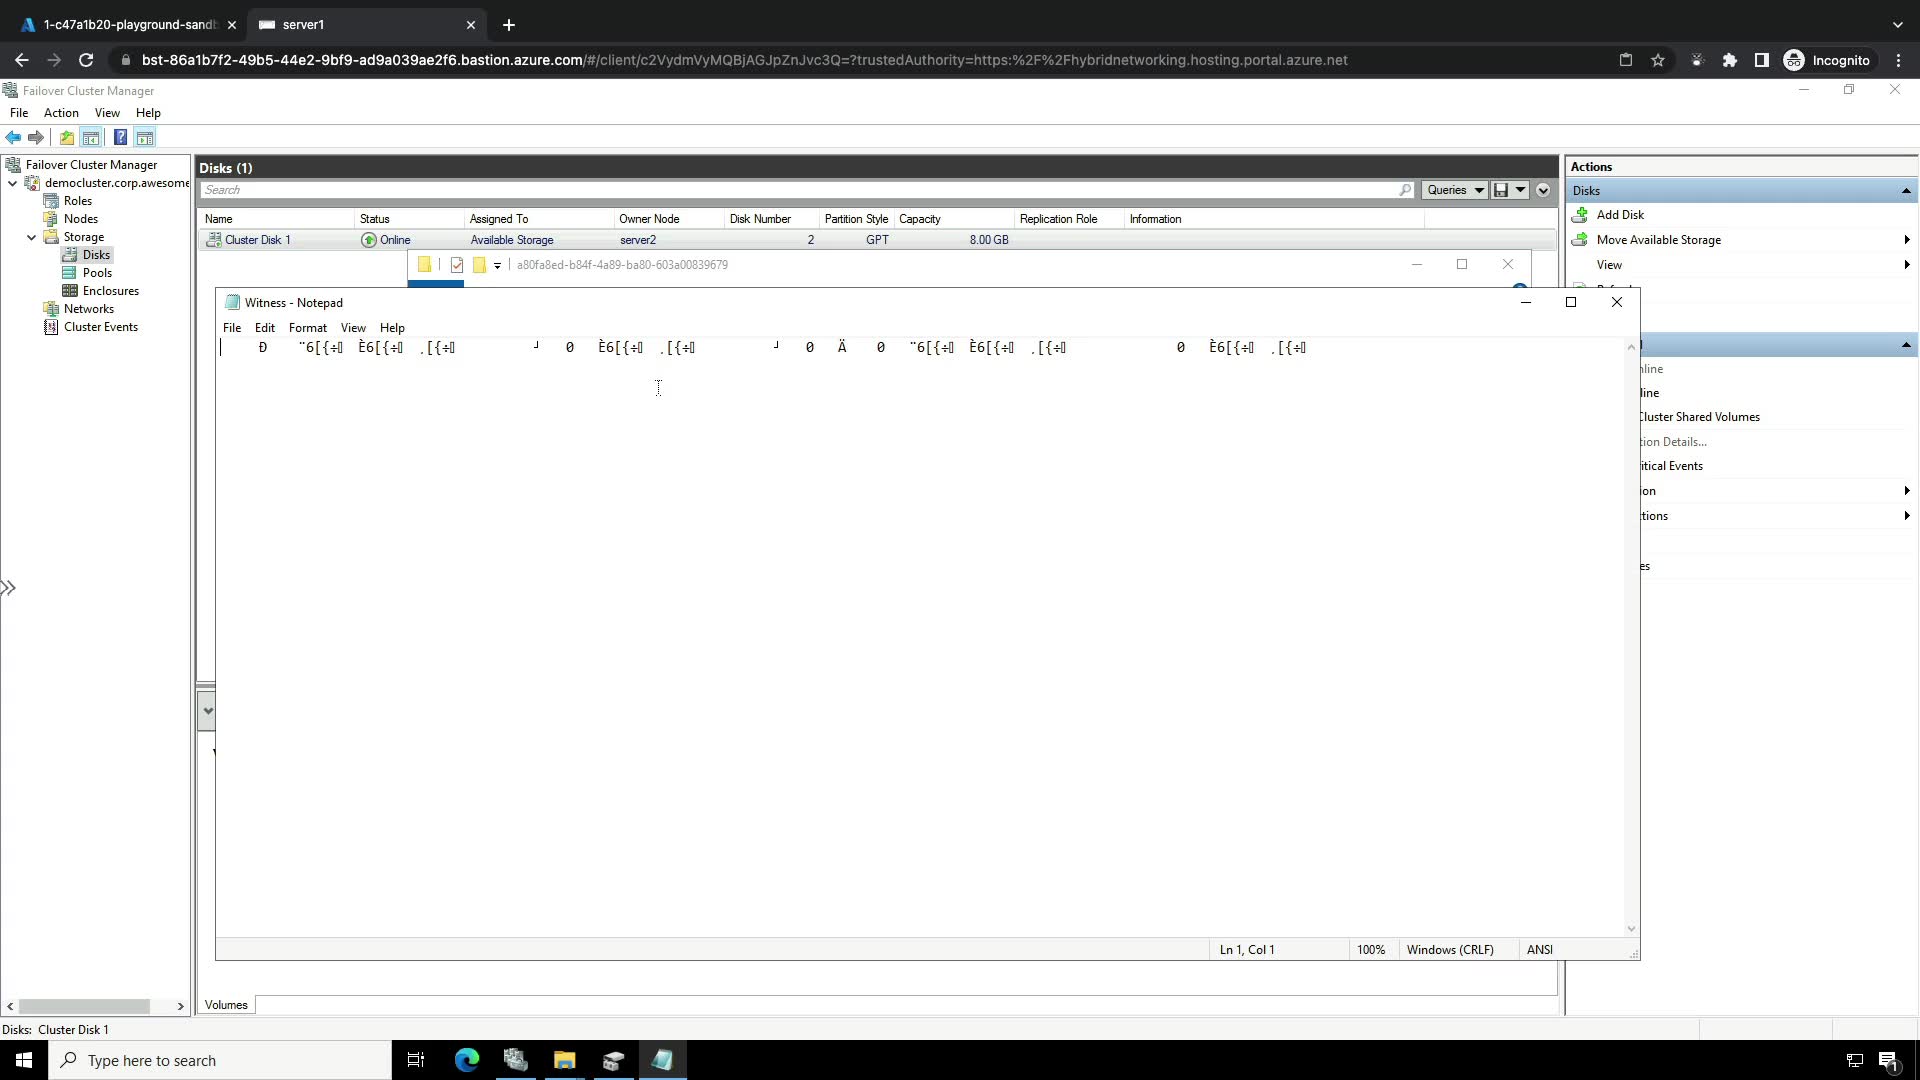 1-c47a1b20-playground-sandb
server1
bst-86a1b7f2-49b5-44e2-9bf9-ad9a039ae2f6.bastion.azure.com/#/client/c2VydmVyMQBjAGJpZnJvc3Q=?trustedAuthority=https:%2F%2Fhybridnetworking.hosting.portal.azure.net
Incognito
Failover Cluster Manager
File Action View Help
Failover Cluster Manager
democluster.corp.awesome
Roles
Nodes
Storage
Disks
Pools
Enclosures
Networks
Cluster Events
Disks (1)
Search
Queries
Name Status Assigned To Owner Node Disk Number Partition Style Capacity Replication Role Information
Cluster Disk 1 Online Available Storage server2 2 GPT 8.00 GB
a80fa8ed-b84f-4a89-ba80-603a00839679
Witness - Notepad
File Edit Format View Help
Ð ¨6[{÷ È6[{÷ ¸[{÷ ┘ 0 È6[{÷ ¸[{÷ ┘ 0 Ä 0 ¨6[{÷ È6[{÷ ¸[{÷ 0 È6[{÷ ¸[{÷
Ln 1, Col 1
100%
Windows (CRLF)
ANSI
Actions
Disks
Add Disk
Move Available Storage
View
nline
line
Cluster Shared Volumes
tion Details...
itical Events
ion
ctions
es
Volumes
Disks: Cluster Disk 1
Type here to search
1